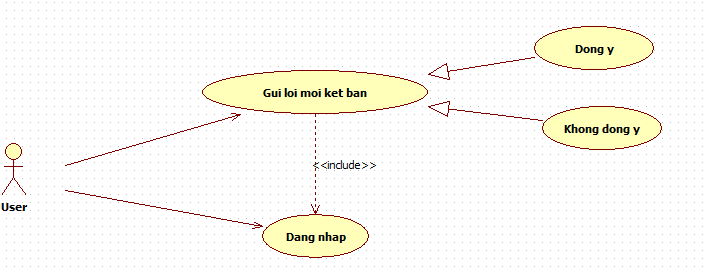 Dong y
Gui loi moi ket ban
Khong dong y
<<include>>
User
Dang nhap